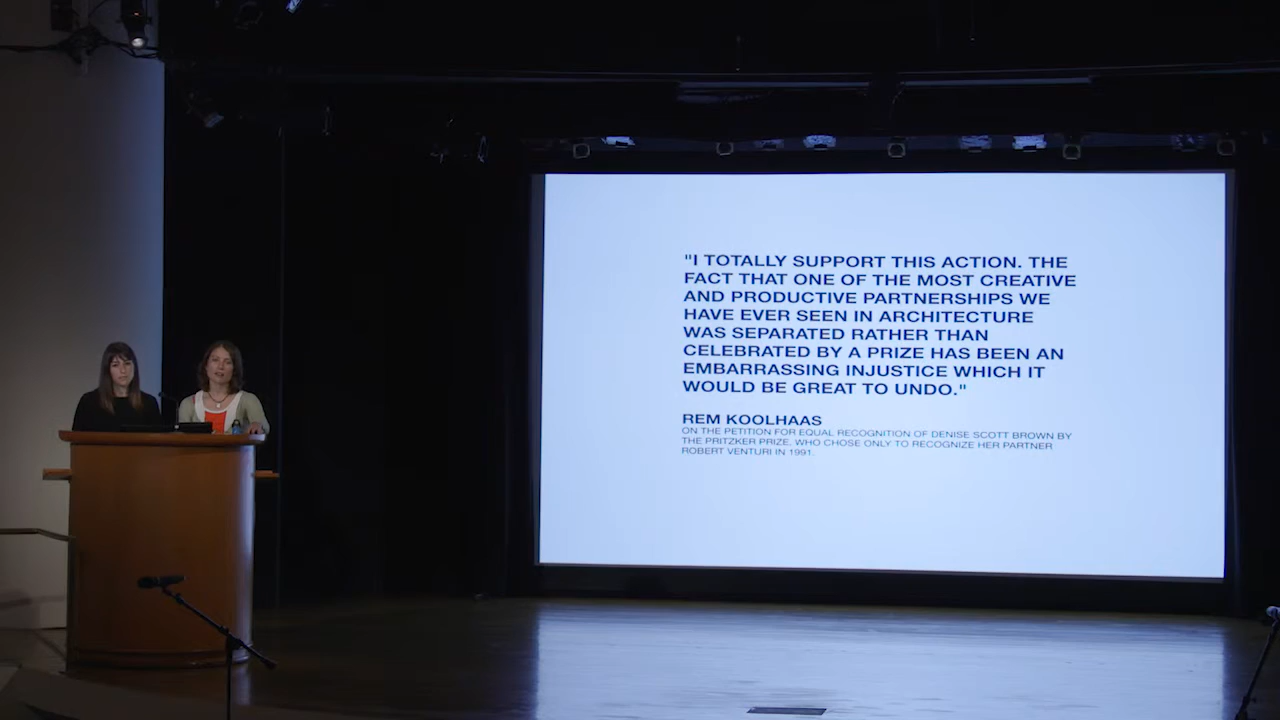 "I TOTALLY SUPPORT THIS ACTION. THE
FACT THAT ONE OF THE MOST CREATIVE
AND PRODUCTIVE PARTNERSHIPS WE
HAVE EVER SEEN IN ARCHITECTURE
WAS SEPARATED RATHER THAN
CELEBRATED BY A PRIZE HAS BEEN AN
EMBARRASSING INJUSTICE WHICH IT
WOULD BE GREAT TO UNDO."
REM KOOLHAAS
ON THE PETITION FOR EQUAL RECOGNITION OF DENISE SCOTT BROWN BY
THE PRITZKER PRIZE, WHO CHOSE ONLY TO RECOGNIZE HER PARTNER
ROBERT VENTURI IN 1991.